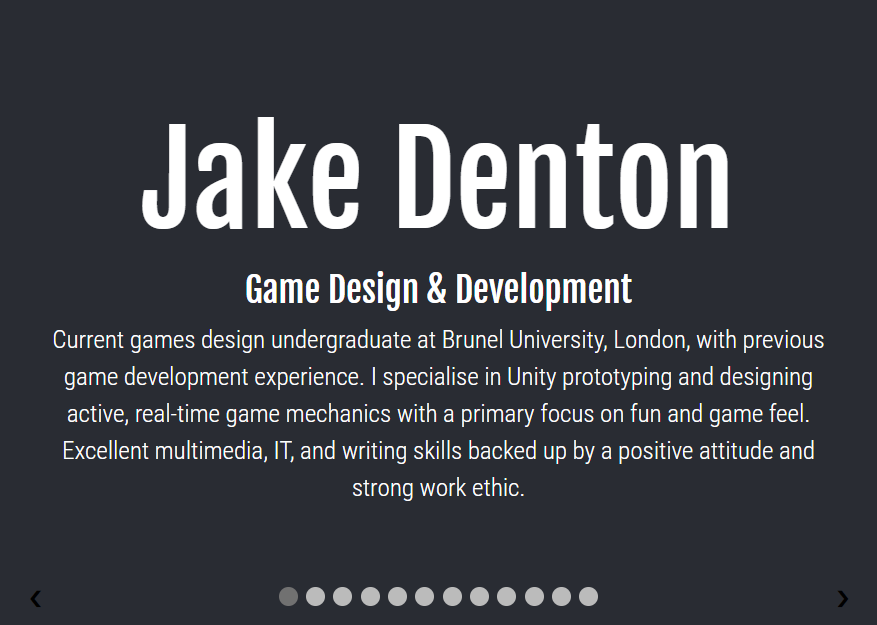 Jake Denton
Game Design & Development
Current games design undergraduate at Brunel University, London, with previous
game development experience. I specialise in Unity prototyping and designing
active, real-time game mechanics with a primary focus on fun and game feel.
Excellent multimedia, IT, and writing skills backed up by a positive attitude and
strong work ethic.